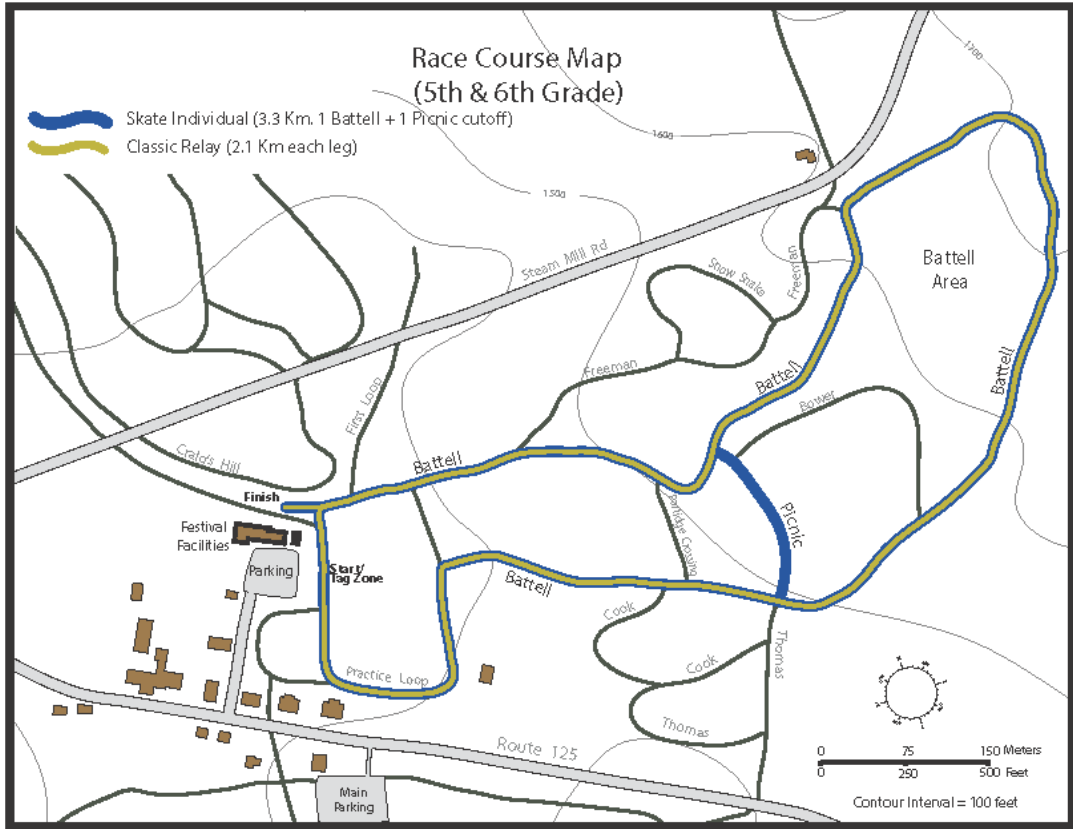 Race Course Map
(5th & 6th Grade)
Skate Individual (3.3 Km. 1 Battell + 1 Picnic cutoff)
Classic Relay (2.1 Km each leg)
1700
1600
1500
Steam Mill Rd
Snow Snake
Freeman
Battell
Area
Freeman
Battell
Battell
Bower
First Loop
Crato's Hill
Battell
Finish
Festival
Facilities
Partridge Crossing
Picnic
Parking
Start/
Tag Zone
Battell
Cook
Cook
Thomas
Practice Loop
Thomas
Route 125
Main
Parking
0 75 150 Meters
0 250 500 Feet
Contour Interval = 100 feet